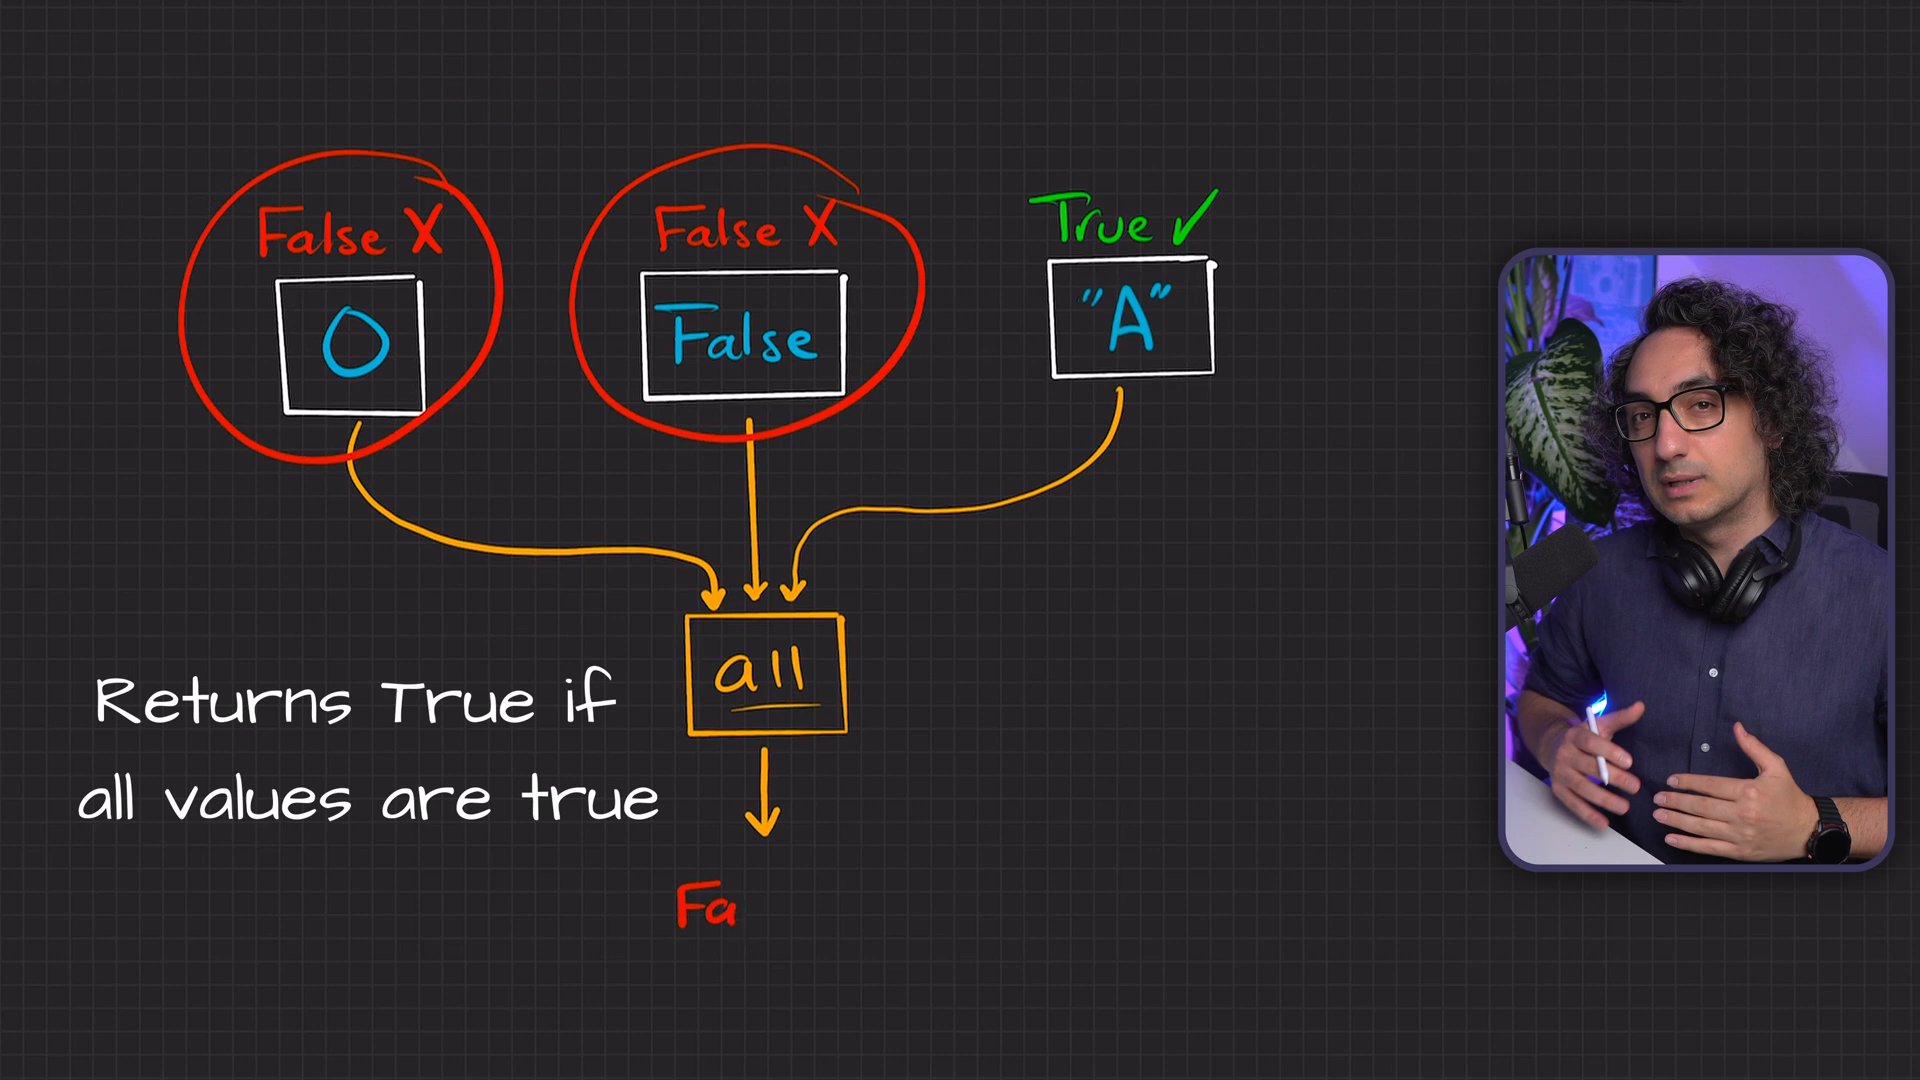 False X
False X
True ✓
0
False
"A"
all
Returns True if
all values are true
Fa